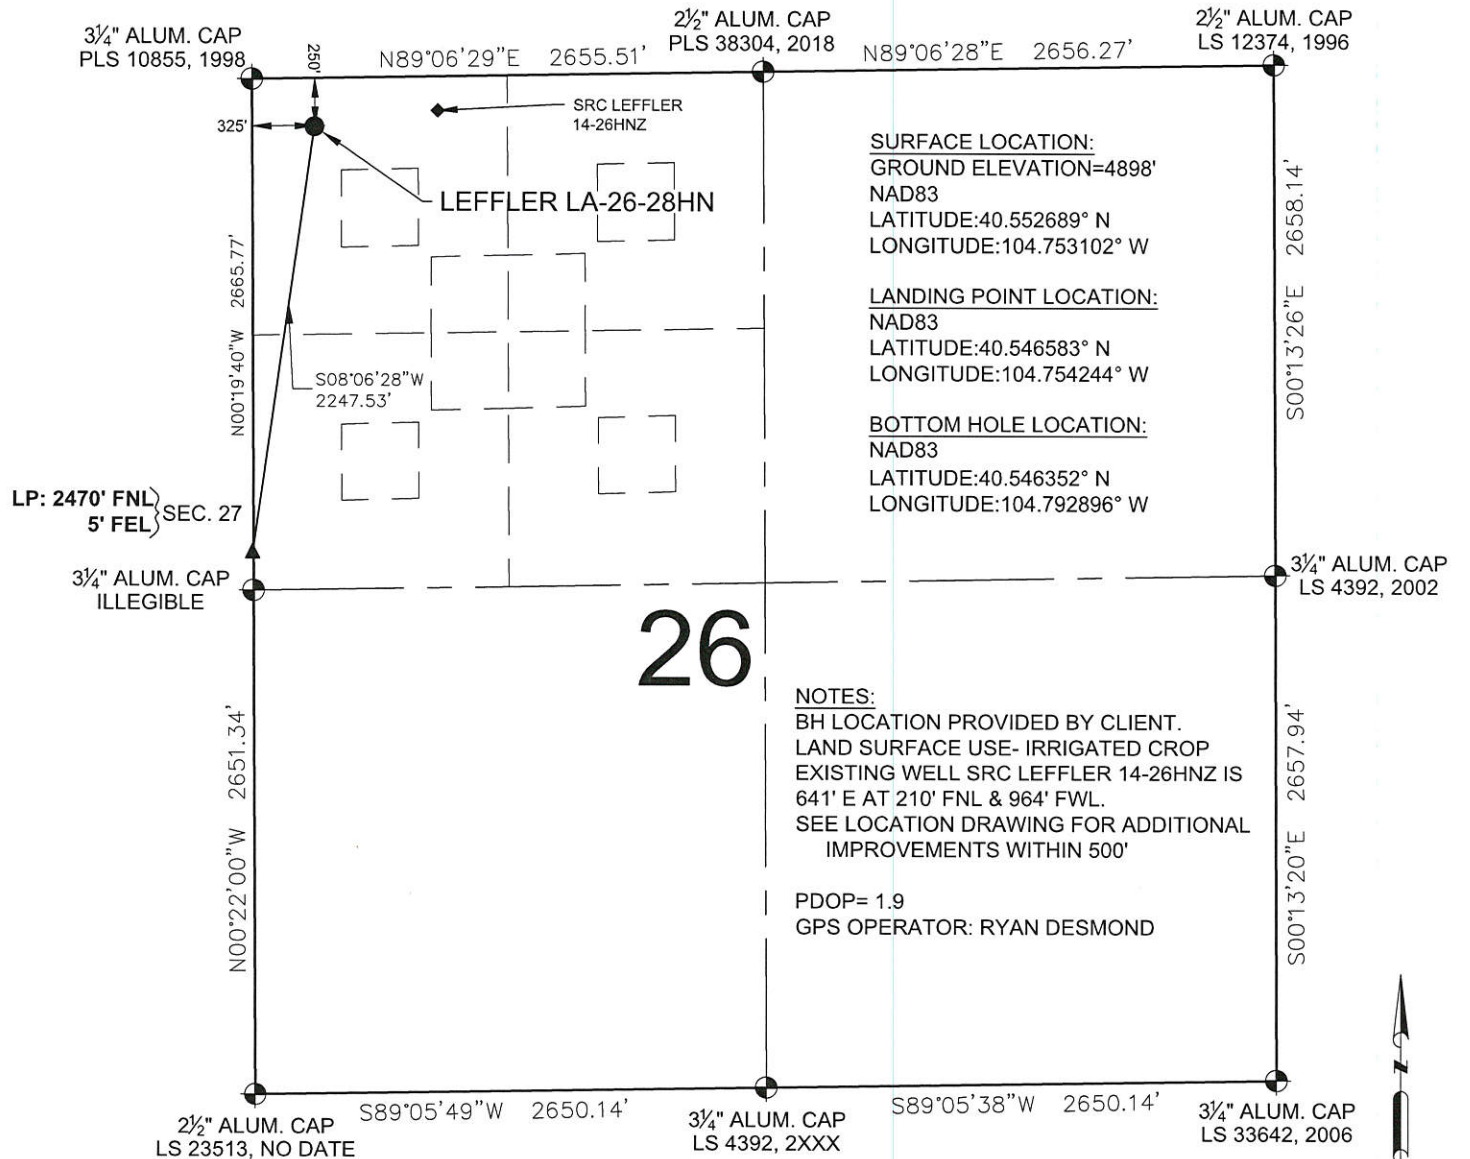 3¼" ALUM. CAP
PLS 10855, 1998
2½" ALUM. CAP
PLS 38304, 2018
2½" ALUM. CAP
LS 12374, 1996
N89°06'29"E 2655.51'
N89°06'28"E 2656.27'
250'
325'
SRC LEFFLER
14-26HNZ
LEFFLER LA-26-28HN
SURFACE LOCATION:
GROUND ELEVATION=4898'
NAD83
LATITUDE:40.552689° N
LONGITUDE:104.753102° W
LANDING POINT LOCATION:
NAD83
LATITUDE:40.546583° N
LONGITUDE:104.754244° W
BOTTOM HOLE LOCATION:
NAD83
LATITUDE:40.546352° N
LONGITUDE:104.792896° W
N00°19'40"W 2665.77'
S08°06'28"W
2247.53'
S00°13'26"E 2658.14'
LP: 2470' FNL
5' FEL
SEC. 27
3¼" ALUM. CAP
ILLEGIBLE
3¼" ALUM. CAP
LS 4392, 2002
26
NOTES:
BH LOCATION PROVIDED BY CLIENT.
LAND SURFACE USE- IRRIGATED CROP
EXISTING WELL SRC LEFFLER 14-26HNZ IS
641' E AT 210' FNL & 964' FWL.
SEE LOCATION DRAWING FOR ADDITIONAL
IMPROVEMENTS WITHIN 500'
PDOP= 1.9
GPS OPERATOR: RYAN DESMOND
N00°22'00"W 2651.34'
S00°13'20"E 2657.94'
S89°05'49"W 2650.14'
S89°05'38"W 2650.14'
2½" ALUM. CAP
LS 23513, NO DATE
3¼" ALUM. CAP
LS 4392, 2XXX
3¼" ALUM. CAP
LS 33642, 2006
N